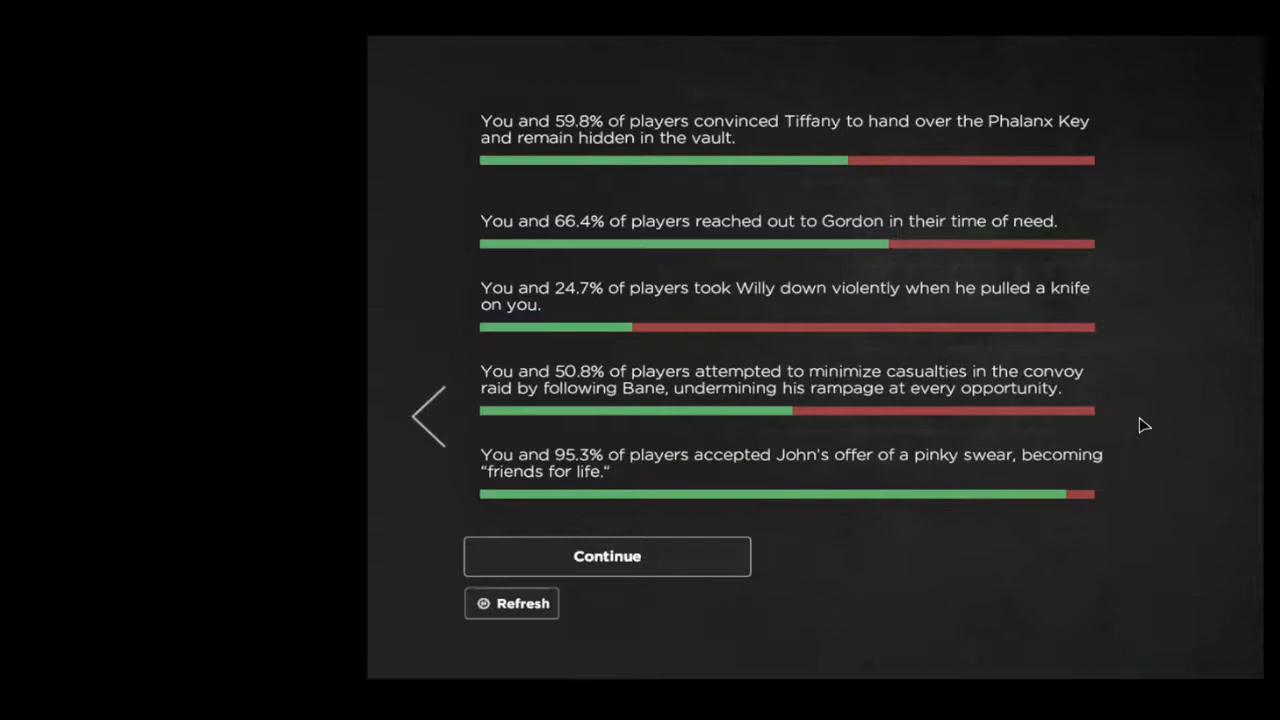 You and 59.8% of players convinced Tiffany to hand over the Phalanx Key
and remain hidden in the vault.
You and 66.4% of players reached out to Gordon in their time of need.
You and 24.7% of players took Willy down violently when he pulled a knife
on you.
You and 50.8% of players attempted to minimize casualties in the convoy
raid by following Bane, undermining his rampage at every opportunity.
You and 95.3% of players accepted John's offer of a pinky swear, becoming
“friends for life.“
Continue
Refresh